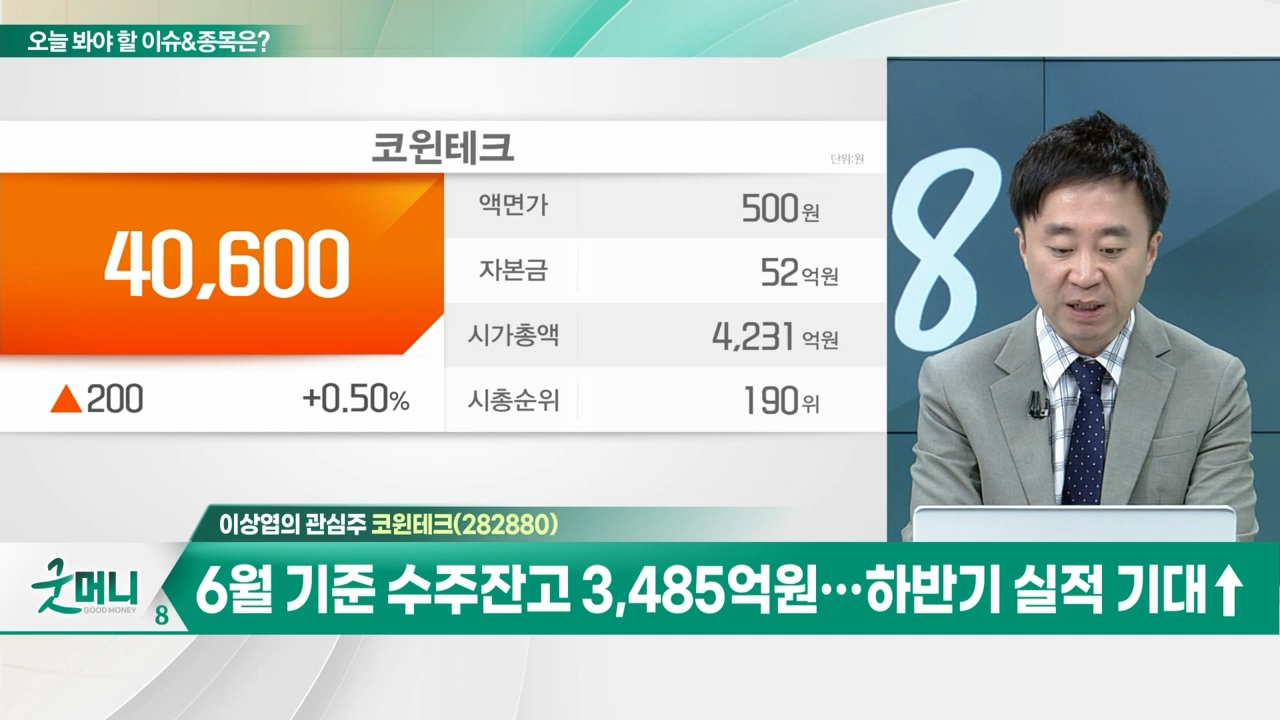 오늘 봐야 할 이슈&종목은?
코윈테크
단위:원
40,600
▲200 +0.50%
액면가 500원
자본금 52억원
시가총액 4,231억원
시총순위 190위
8
이상엽의 관심주 코윈테크(282880)
굿머니
GOOD MONEY
8
6월 기준 수주잔고 3,485억원…하반기 실적 기대↑